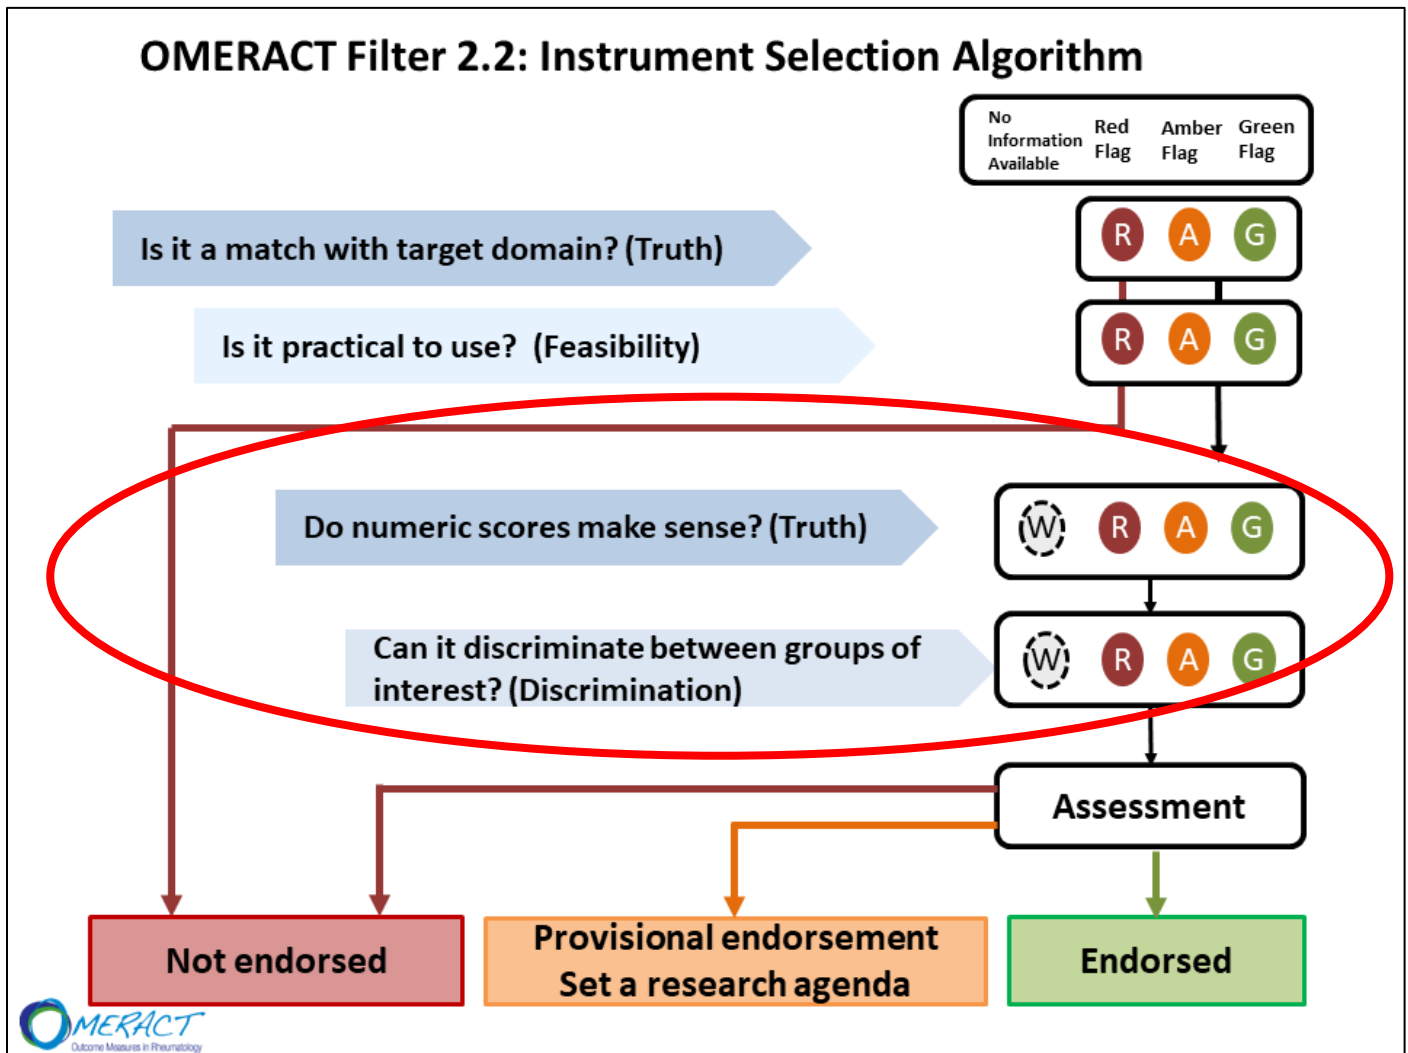 OMERACT Filter 2.2: Instrument Selection Algorithm
No
Information
Available
Red
Flag
Amber
Flag
Green
Flag
Is it a match with target domain? (Truth)
R A G
Is it practical to use? (Feasibility)
R A G
Do numeric scores make sense? (Truth)
W R A G
Can it discriminate between groups of
interest? (Discrimination)
W R A G
Assessment
Not endorsed
Provisional endorsement
Set a research agenda
Endorsed
OMERACT
Outcome Measures in Rheumatology